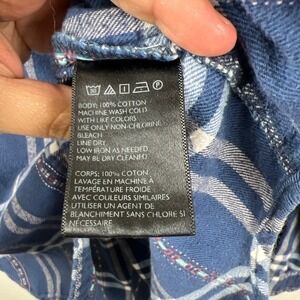 BODY: 100% COTTON
MACHINE WASH COLD
WITH LIKE COLORS
USE ONLY NON-CHLORINE
BLEACH
LINE DRY
LOW IRON AS NEEDED
MAY BE DRY CLEANED
CORPS: 100% COTON
LAVAGE EN MACHINE À
TEMPÉRATURE FROIDE
AVEC COULEURS SIMILAIRES
UTILISER UN AGENT DE
BLANCHIMENT SANS CHLORE SI